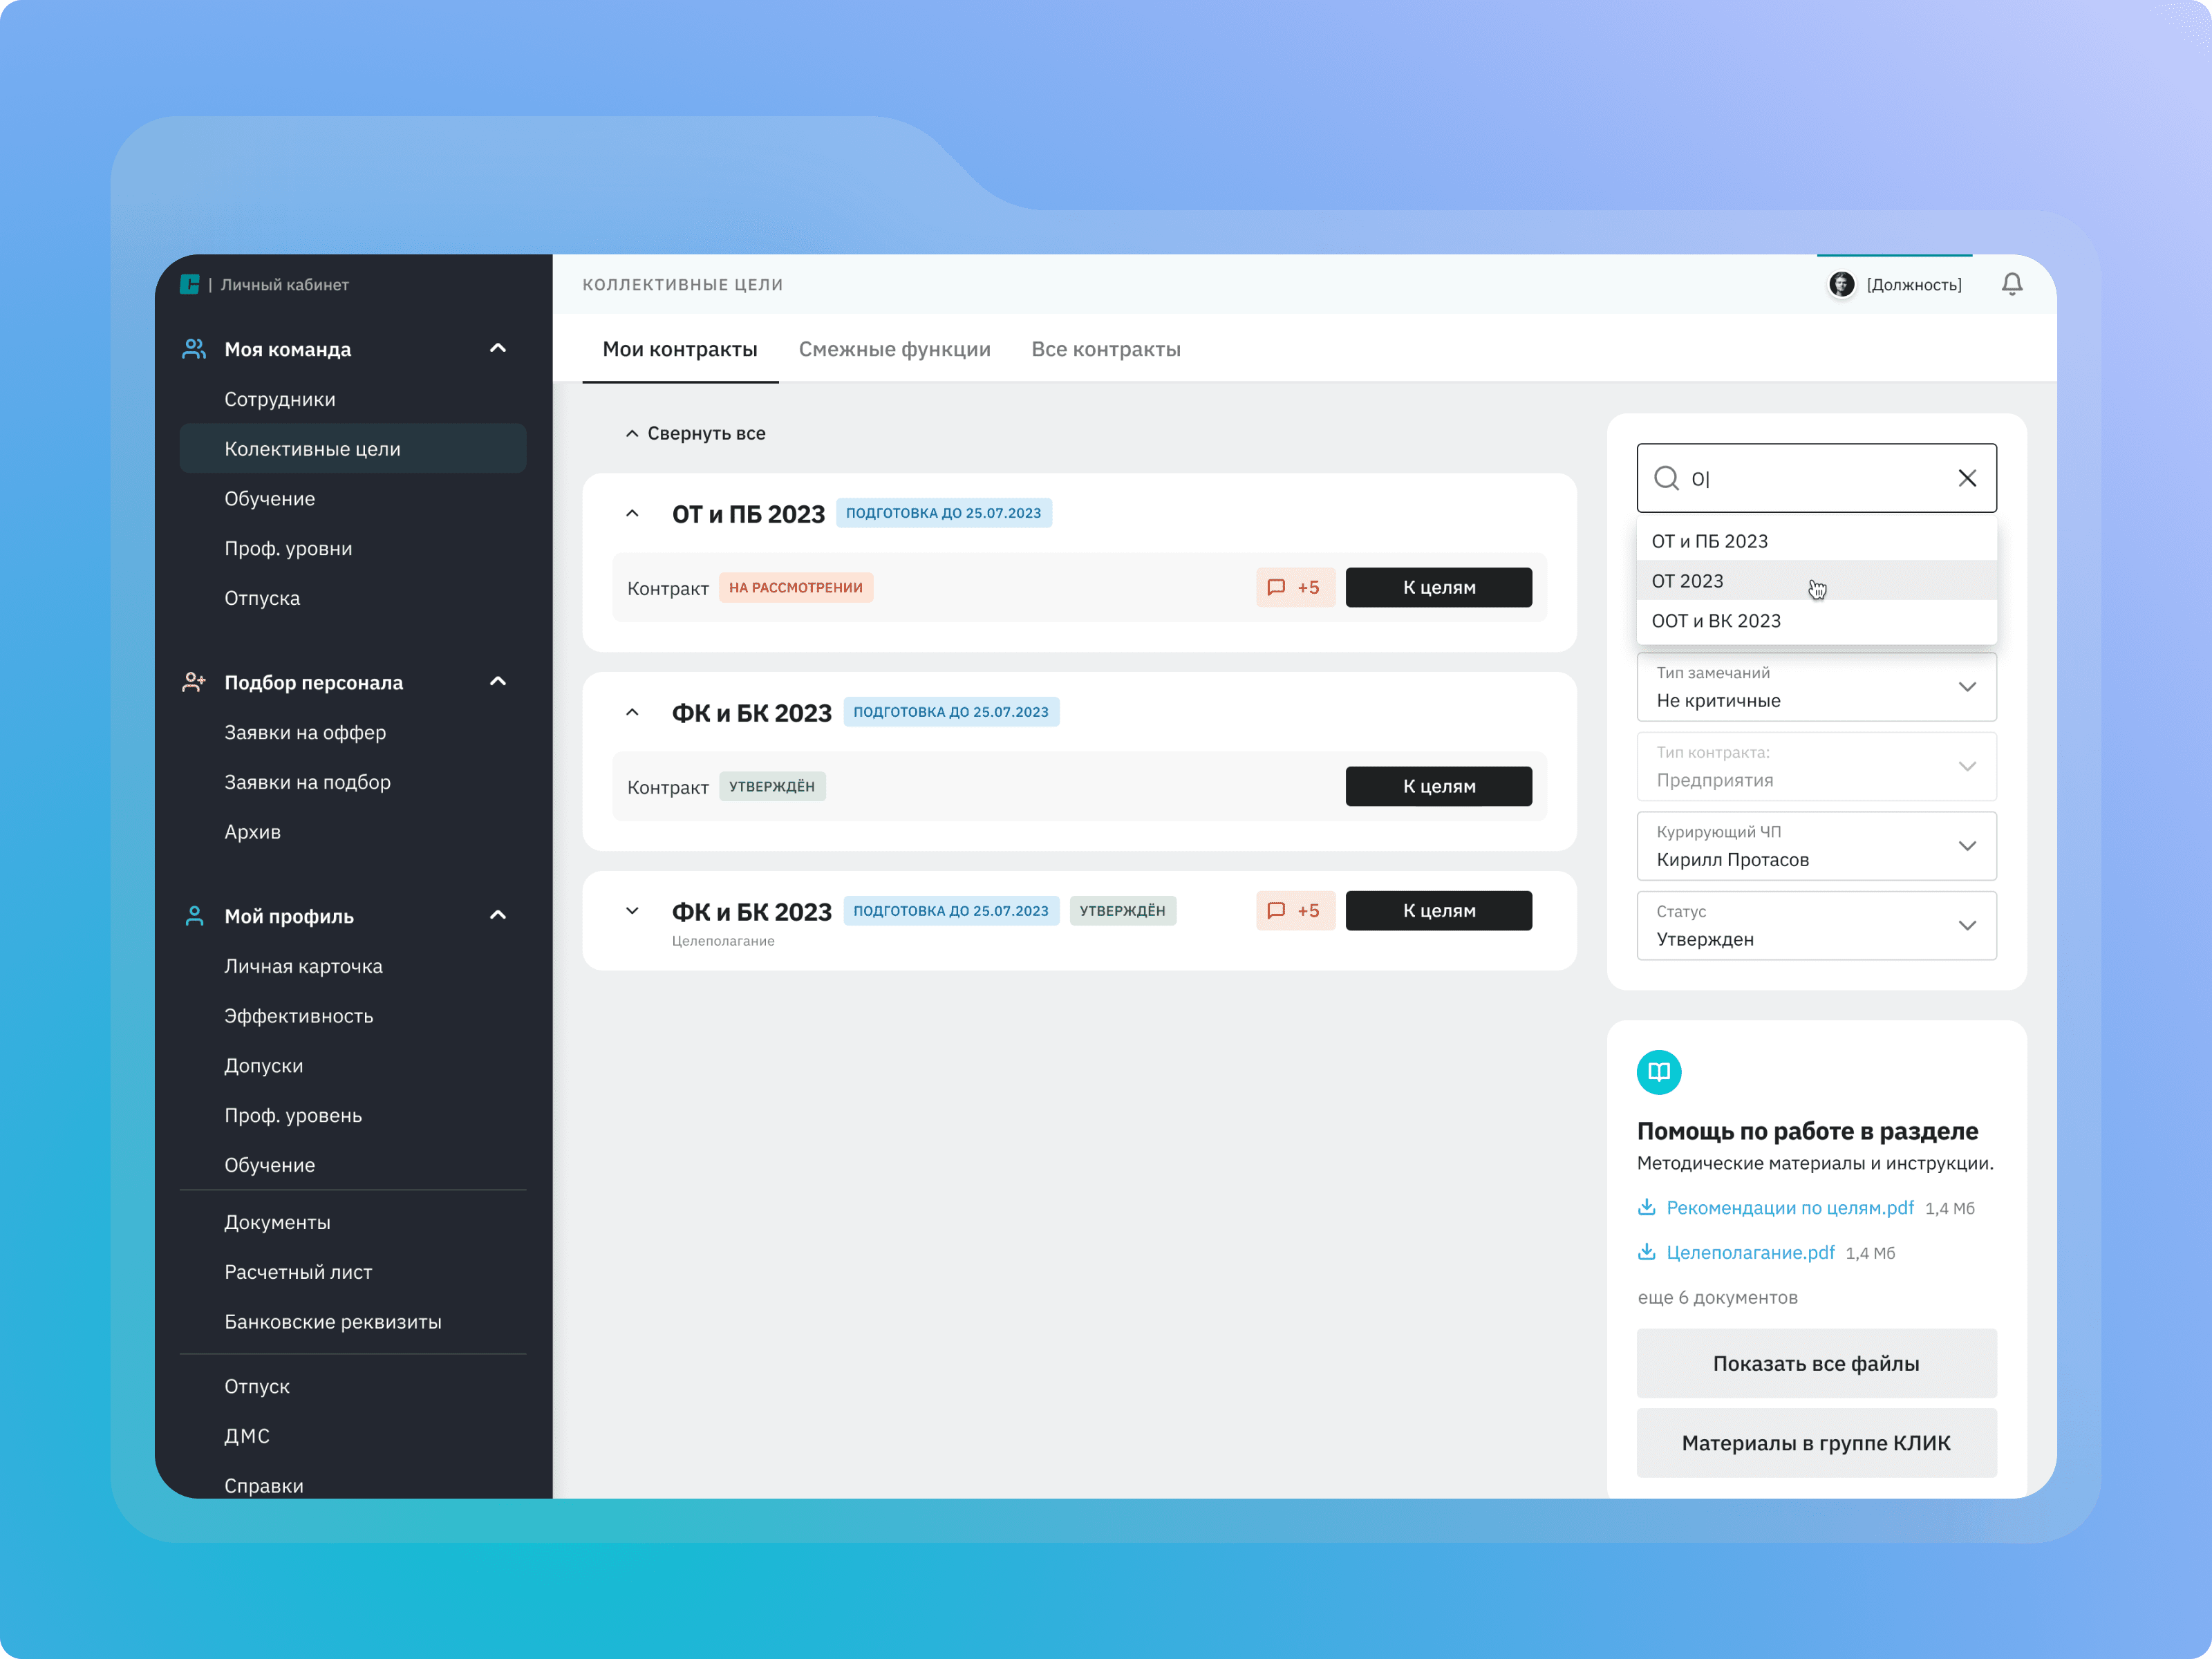 | Личный кабинет
Моя команда
Сотрудники
Колективные цели
Обучение
Проф. уровни
Отпуска
Подбор персонала
Заявки на оффер
Заявки на подбор
Архив
Мой профиль
Личная карточка
Эффективность
Допуски
Проф. уровень
Обучение
Документы
Расчетный лист
Банковские реквизиты
Отпуск
ДМС
Справки
КОЛЛЕКТИВНЫЕ ЦЕЛИ
[Должность]
Мои контракты Смежные функции Все контракты
Свернуть все
ОТ и ПБ 2023 ПОДГОТОВКА ДО 25.07.2023
Контракт НА РАССМОТРЕНИИ +5 К целям
ФК и БК 2023 ПОДГОТОВКА ДО 25.07.2023
Контракт УТВЕРЖДЁН К целям
ФК и БК 2023 ПОДГОТОВКА ДО 25.07.2023 УТВЕРЖДЁН +5 К целям
Целеполагание
О
ОТ и ПБ 2023
ОТ 2023
ООТ и ВК 2023
Тип замечаний
Не критичные
Тип контракта:
Предприятия
Курирующий ЧП
Кирилл Протасов
Статус
Утвержден
Помощь по работе в разделе
Методические материалы и инструкции.
Рекомендации по целям.pdf 1,4 Мб
Целеполагание.pdf 1,4 Мб
еще 6 документов
Показать все файлы
Материалы в группе КЛИК